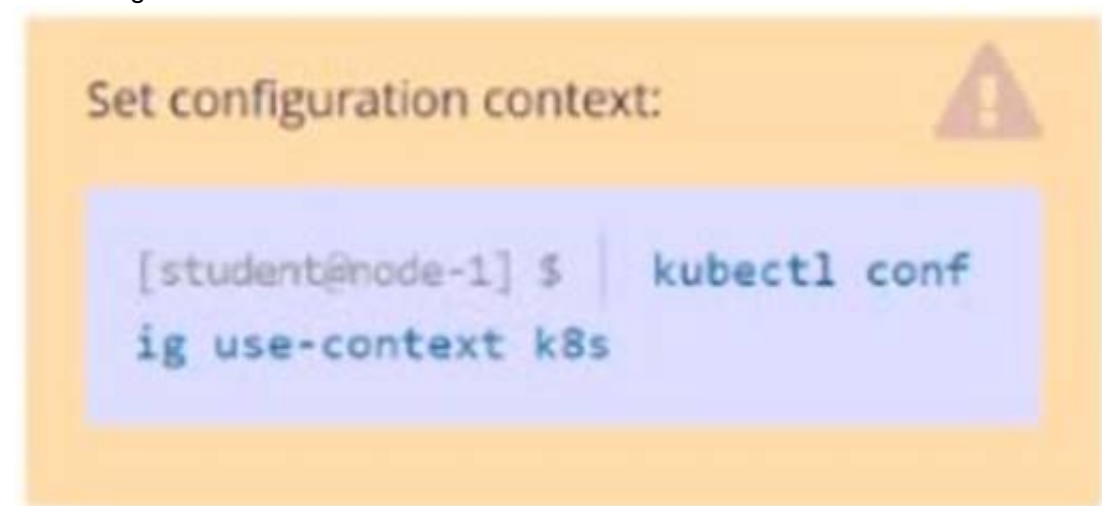 Set configuration context:
[student@node-1] $ | kubectl conf
ig use-context k8s